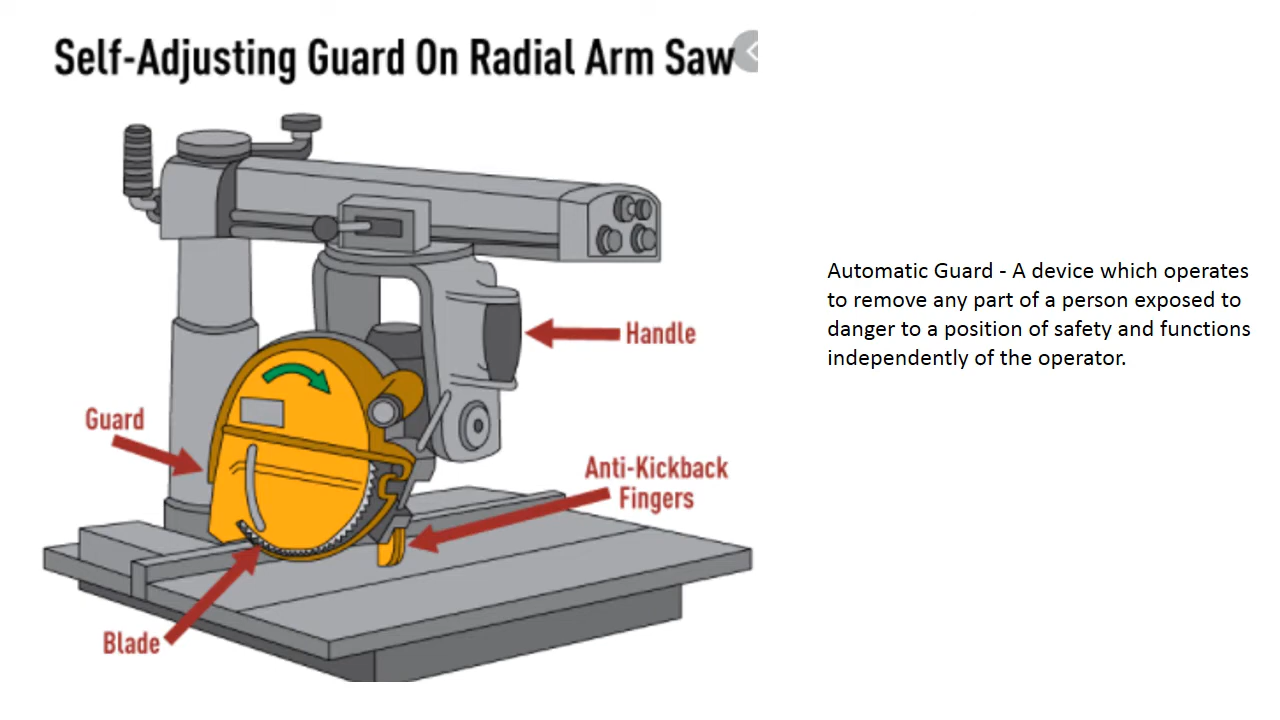 Self-Adjusting Guard On Radial Arm Saw
Automatic Guard - A device which operates
to remove any part of a person exposed to
danger to a position of safety and functions
independently of the operator.
Handle
Guard
Anti-Kickback
Fingers
Blade